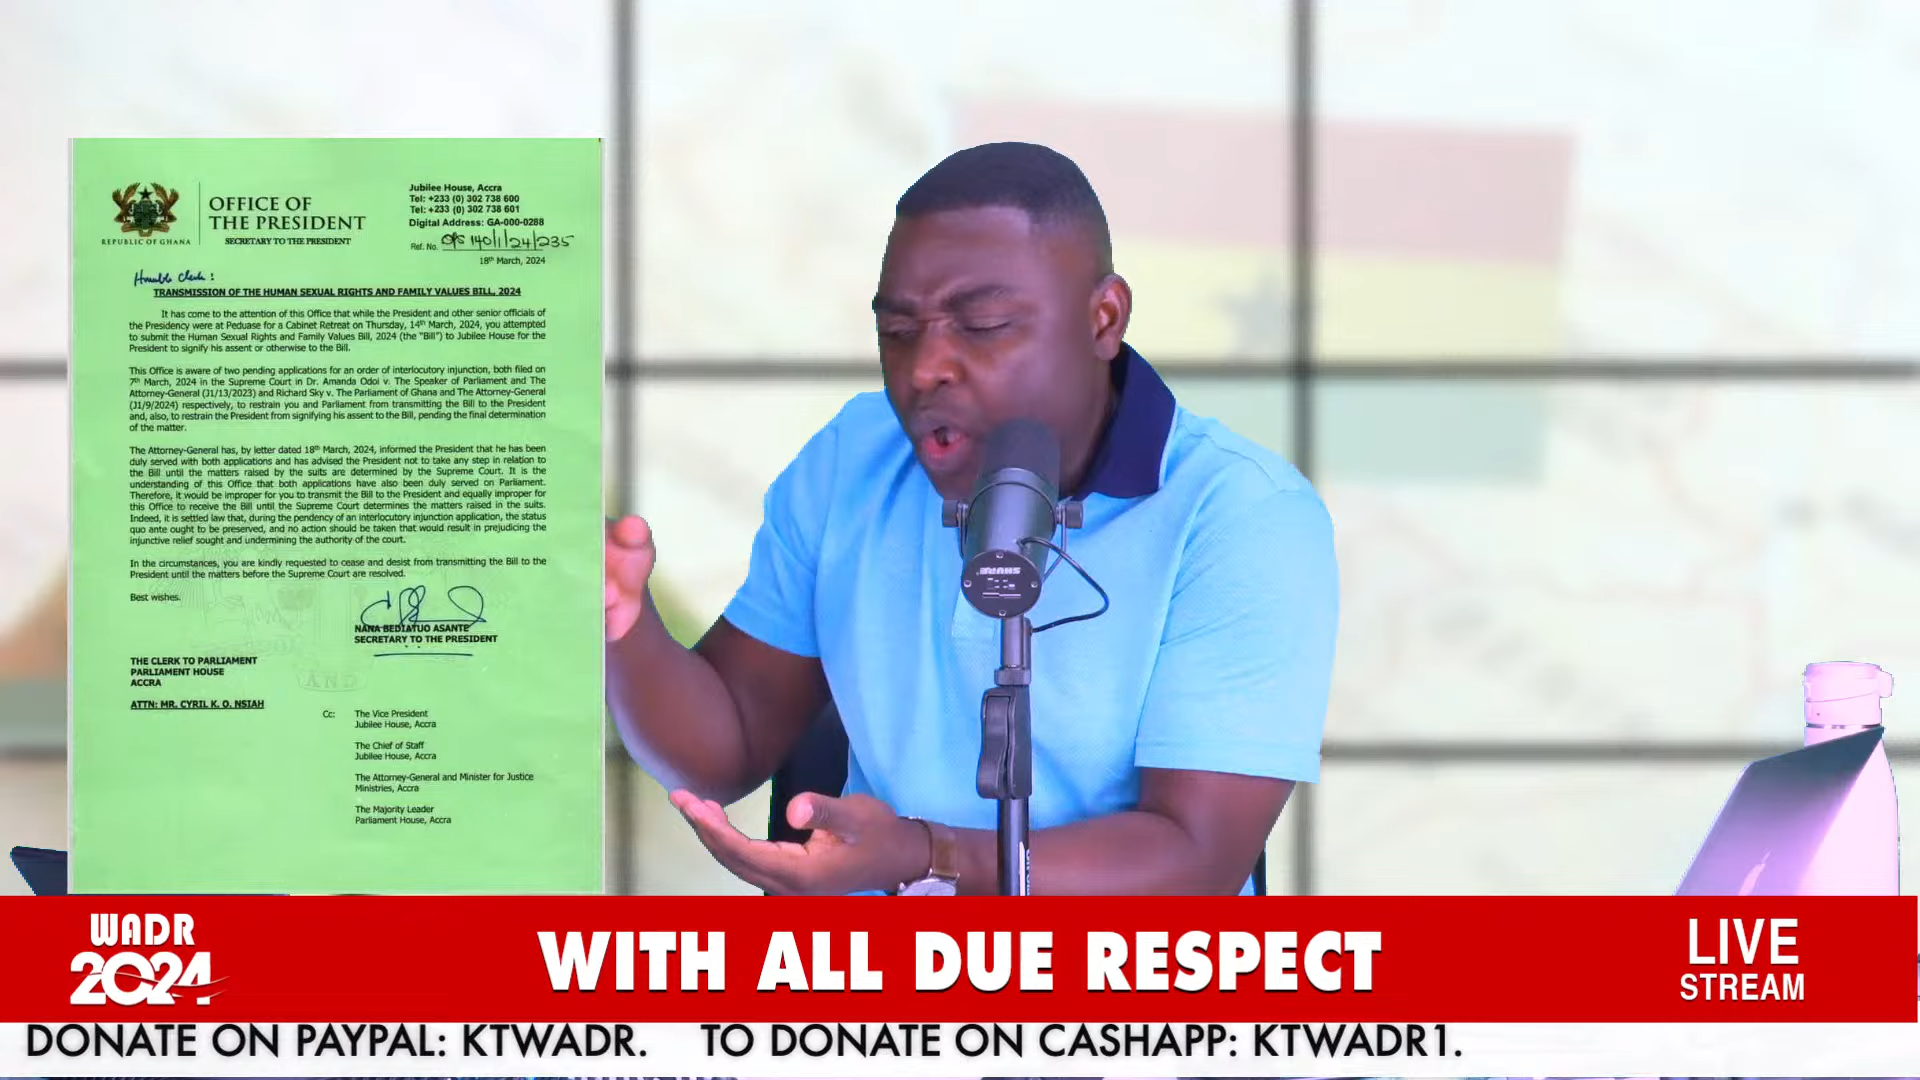 REPUBLIC OF GHANA
OFFICE OF
THE PRESIDENT
SECRETARY TO THE PRESIDENT
Jubilee House, Accra
Tel: +233 (0) 302 738 600
Tel: +233 (0) 302 738 601
Digital Address: GA-000-0288
Ref. No. OPS 140/1/24/235
18th March, 2024
Humble Clerk:
TRANSMISSION OF THE HUMAN SEXUAL RIGHTS AND FAMILY VALUES BILL, 2024
It has come to the attention of this Office that while the President and other senior officials of
the Presidency were at Peduase for a Cabinet Retreat on Thursday, 14th March, 2024, you attempted
to submit the Human Sexual Rights and Family Values Bill, 2024 (the "Bill") to Jubilee House for the
President to signify his assent or otherwise to the Bill.
This Office is aware of two pending applications for an order of interlocutory injunction, both filed on
7th March, 2024 in the Supreme Court in Dr. Amanda Odoi v. The Speaker of Parliament and The
Attorney-General (J1/13/2023) and Richard Sky v. The Parliament of Ghana and The Attorney-General
(J1/9/2024) respectively, to restrain you and Parliament from transmitting the Bill to the President
and, also, to restrain the President from signifying his assent to the Bill, pending the final determination
of the matter.
The Attorney-General has, by letter dated 18th March, 2024, informed the President that he has been
duly served with both applications and has advised the President not to take any step in relation to
the Bill until the matters raised by the suits are determined by the Supreme Court. It is the
understanding of this Office that both applications have also been duly served on Parliament.
Therefore, it would be improper for you to transmit the Bill to the President and equally improper for
this Office to receive the Bill until the Supreme Court determines the matters raised in the suits.
Indeed, it is settled law that, during the pendency of an interlocutory injunction application, the status
quo ante ought to be preserved, and no action should be taken that would result in prejudicing the
injunctive relief sought and undermining the authority of the court.
In the circumstances, you are kindly requested to cease and desist from transmitting the Bill to the
President until the matters before the Supreme Court are resolved.
Best wishes.
NANA BEDIATUO ASANTE
SECRETARY TO THE PRESIDENT
THE CLERK TO PARLIAMENT
PARLIAMENT HOUSE
ACCRA
ATTN: MR. CYRIL K. O. NSIAH
Cc: The Vice President
Jubilee House, Accra
The Chief of Staff
Jubilee House, Accra
The Attorney-General and Minister for Justice
Ministries, Accra
The Majority Leader
Parliament House, Accra
SHURE
WADR
2024
WITH ALL DUE RESPECT
LIVE
STREAM
DONATE ON PAYPAL: KTWADR. TO DONATE ON CASHAPP: KTWADR1.